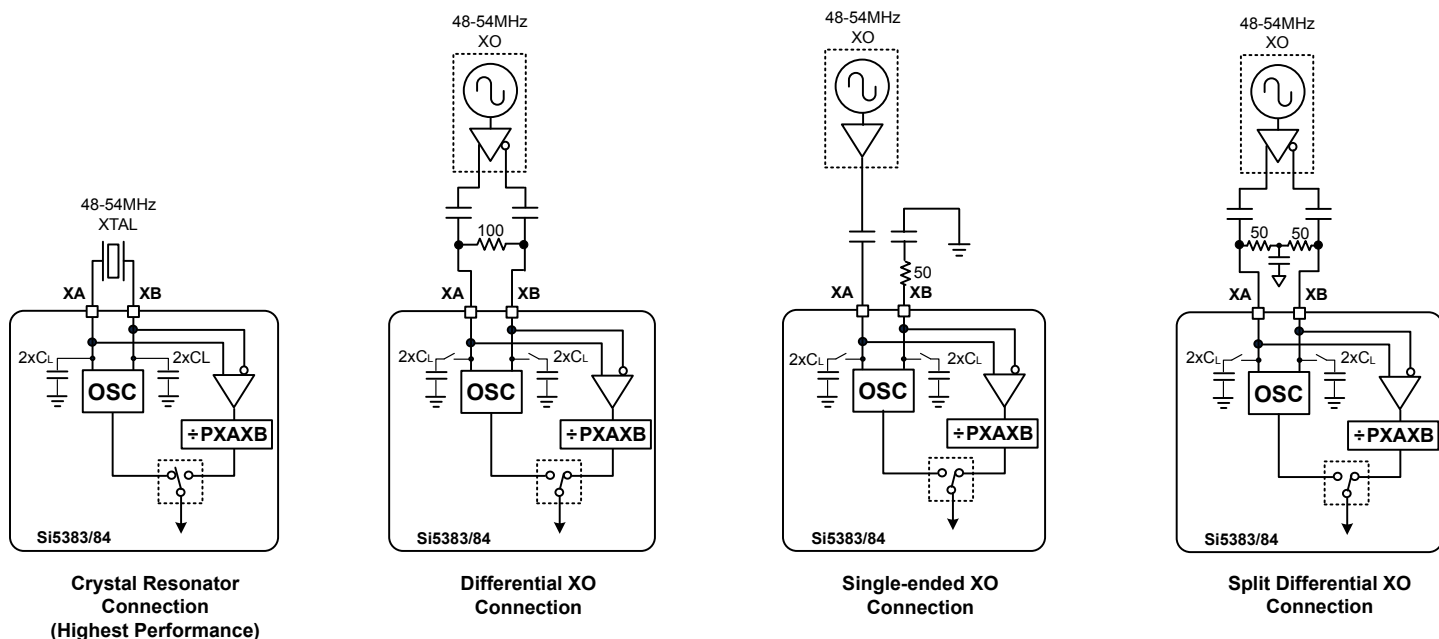 48-54MHz
XTAL
XA
XB
2xCL
2xCL
OSC
÷PXAXB
Si5383/84
Crystal Resonator
Connection
(Highest Performance)
48-54MHz
XO
100
XA
XB
2xCL
2xCL
OSC
÷PXAXB
Si5383/84
Differential XO
Connection
48-54MHz
XO
50
XA
XB
2xCL
2xCL
OSC
÷PXAXB
Si5383/84
Single-ended XO
Connection
48-54MHz
XO
50
50
XA
XB
2xCL
2xCL
OSC
÷PXAXB
Si5383/84
Split Differential XO
Connection